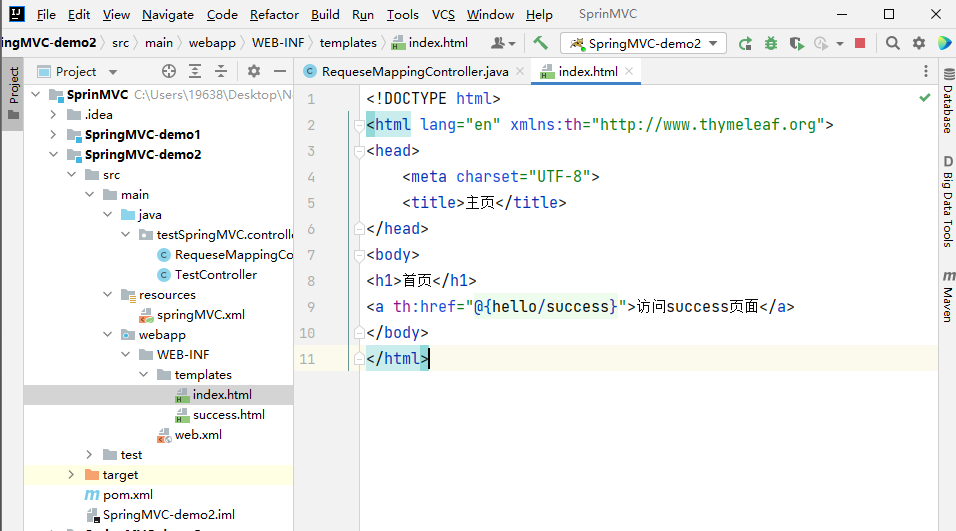 File Edit View Navigate Code Refactor Build Run Tools VCS Window Help SprinMVC
ingMVC-demo2 src main webapp WEB-INF templates index.html SpringMVC-demo2
Project RequeseMappingController.java index.html
Project
SprinMVC C:\Users\19638\Desktop\N
.idea
SpringMVC-demo1
SpringMVC-demo2
src
main
java
testSpringMVC.controlle
RequeseMappingCo
TestController
resources
springMVC.xml
webapp
WEB-INF
templates
index.html
success.html
web.xml
test
target
pom.xml
SpringMVC-demo2.iml
1 <!DOCTYPE html>
2 <html lang="en" xmlns:th="http://www.thymeleaf.org">
3 <head>
4 <meta charset="UTF-8">
5 <title>主页</title>
6 </head>
7 <body>
8 <h1>首页</h1>
9 <a th:href="@{hello/success}">访问success页面</a>
10 </body>
11 </html>
Database
D Big Data Tools
m Maven